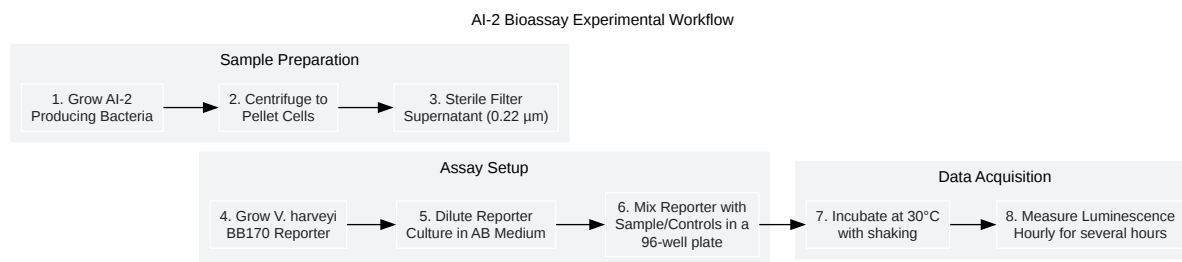 AI-2 Bioassay Experimental Workflow
Sample Preparation
1. Grow AI-2
Producing Bacteria
2. Centrifuge to
Pellet Cells
3. Sterile Filter
Supernatant (0.22 µm)
Assay Setup
4. Grow V. harveyi
BB170 Reporter
5. Dilute Reporter
Culture in AB Medium
6. Mix Reporter with
Sample/Controls in a
96-well plate
Data Acquisition
7. Incubate at 30°C
with shaking
8. Measure Luminescence
Hourly for several hours